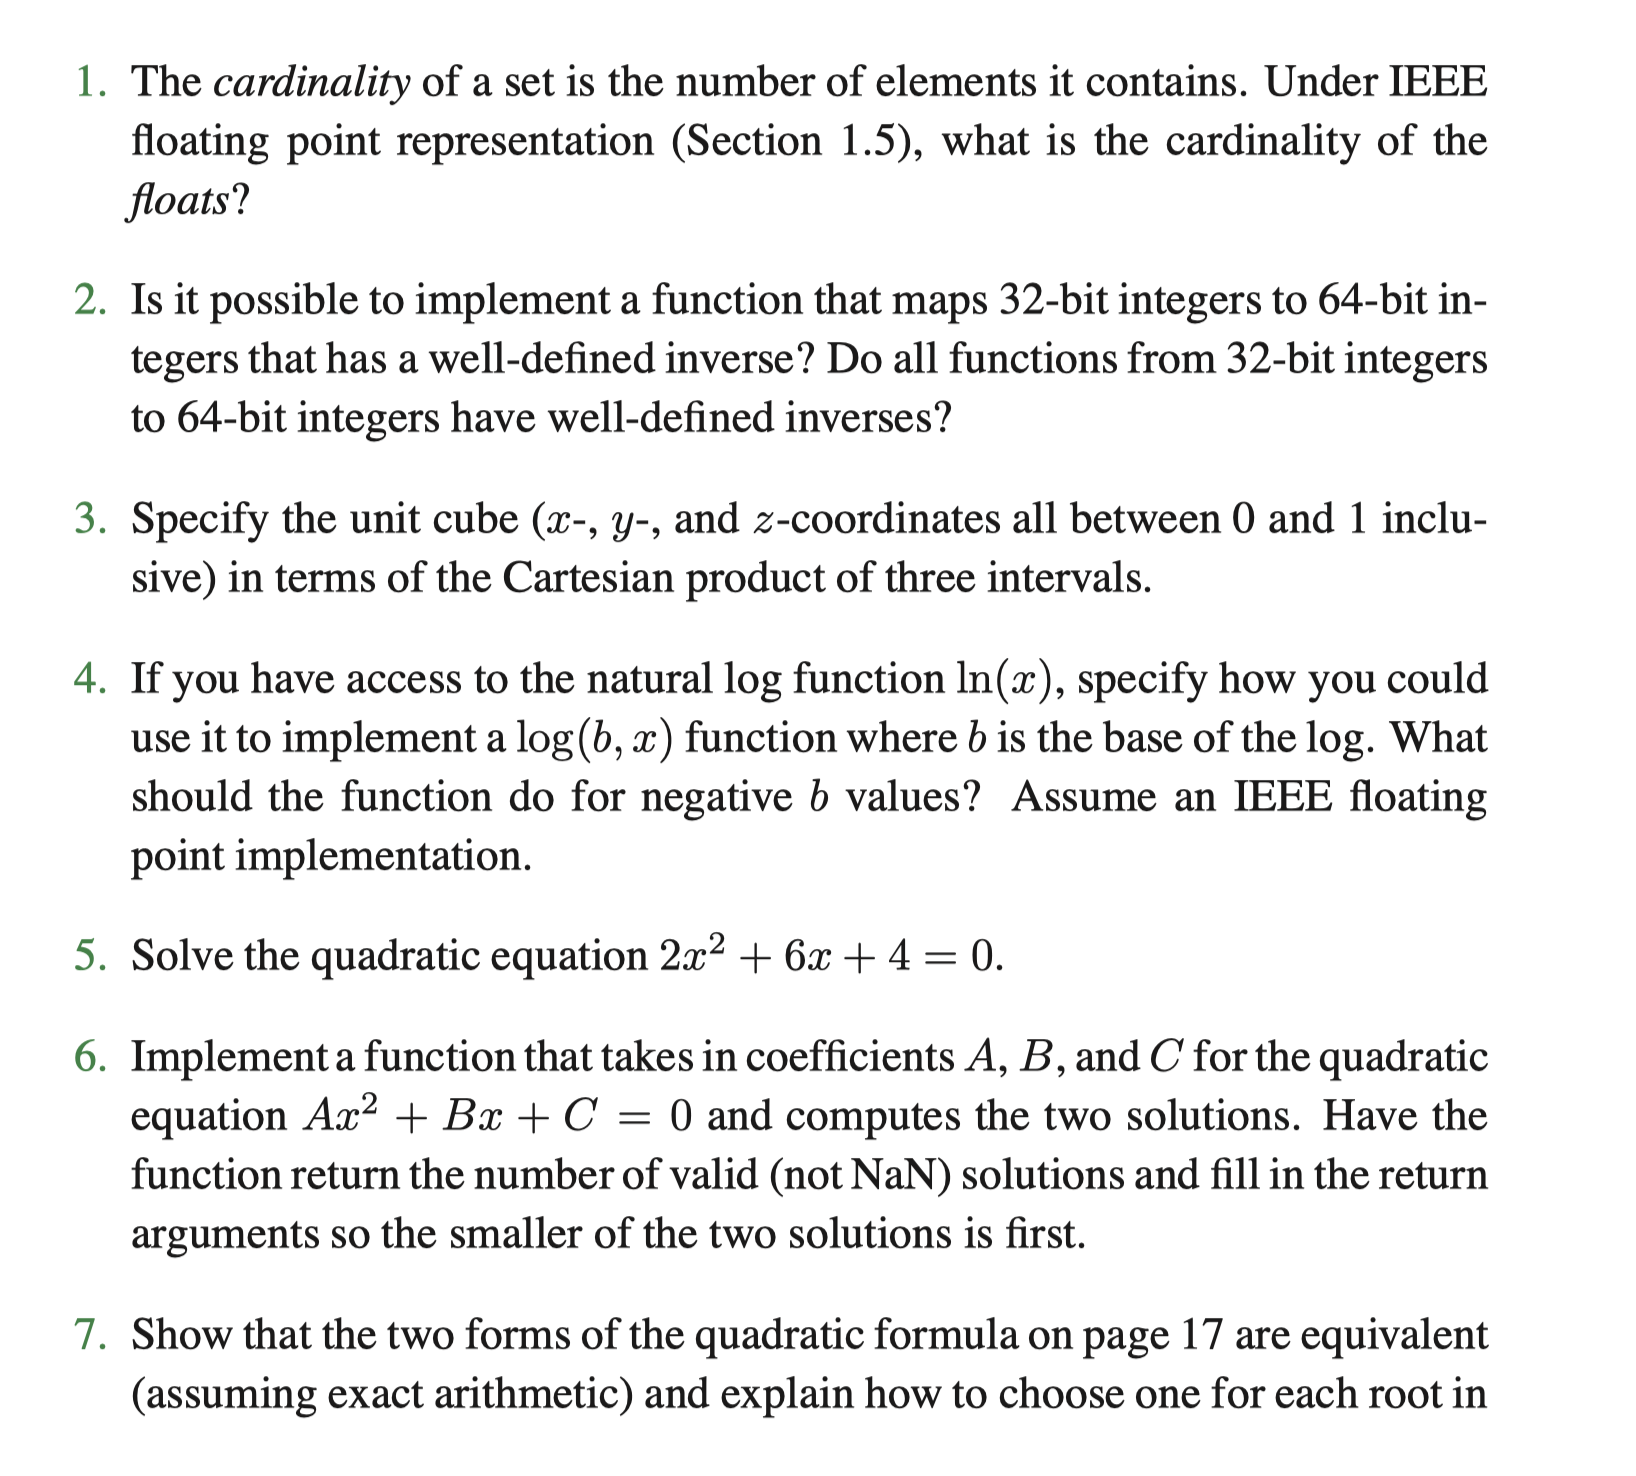 1. The cardinality of a set is the number of elements it contains. Under IEEE
floating point representation (Section 1.5), what is the cardinality of the
floats?
2. Is it possible to implement a function that maps 32-bit integers to 64-bit in-
tegers that has a well-defined inverse? Do all functions from 32-bit integers
to 64-bit integers have well-defined inverses?
3. Specify the unit cube (x-, y-, and z-coordinates all between 0 and 1 inclu-
sive) in terms of the Cartesian product of three intervals.
4. If you have access to the natural log function ln(x), specify how you could
use it to implement a log(b, x) function where b is the base of the log. What
should the function do for negative b values? Assume an IEEE floating
point implementation.
5. Solve the quadratic equation 2x² + 6x + 4 = 0.
6. Implement a function that takes in coefficients A, B, and C for the quadratic
equation Ax² + Bx + C = 0 and computes the two solutions. Have the
function return the number of valid (not NaN) solutions and fill in the return
arguments so the smaller of the two solutions is first.
7. Show that the two forms of the quadratic formula on page 17 are equivalent
(assuming exact arithmetic) and explain how to choose one for each root in